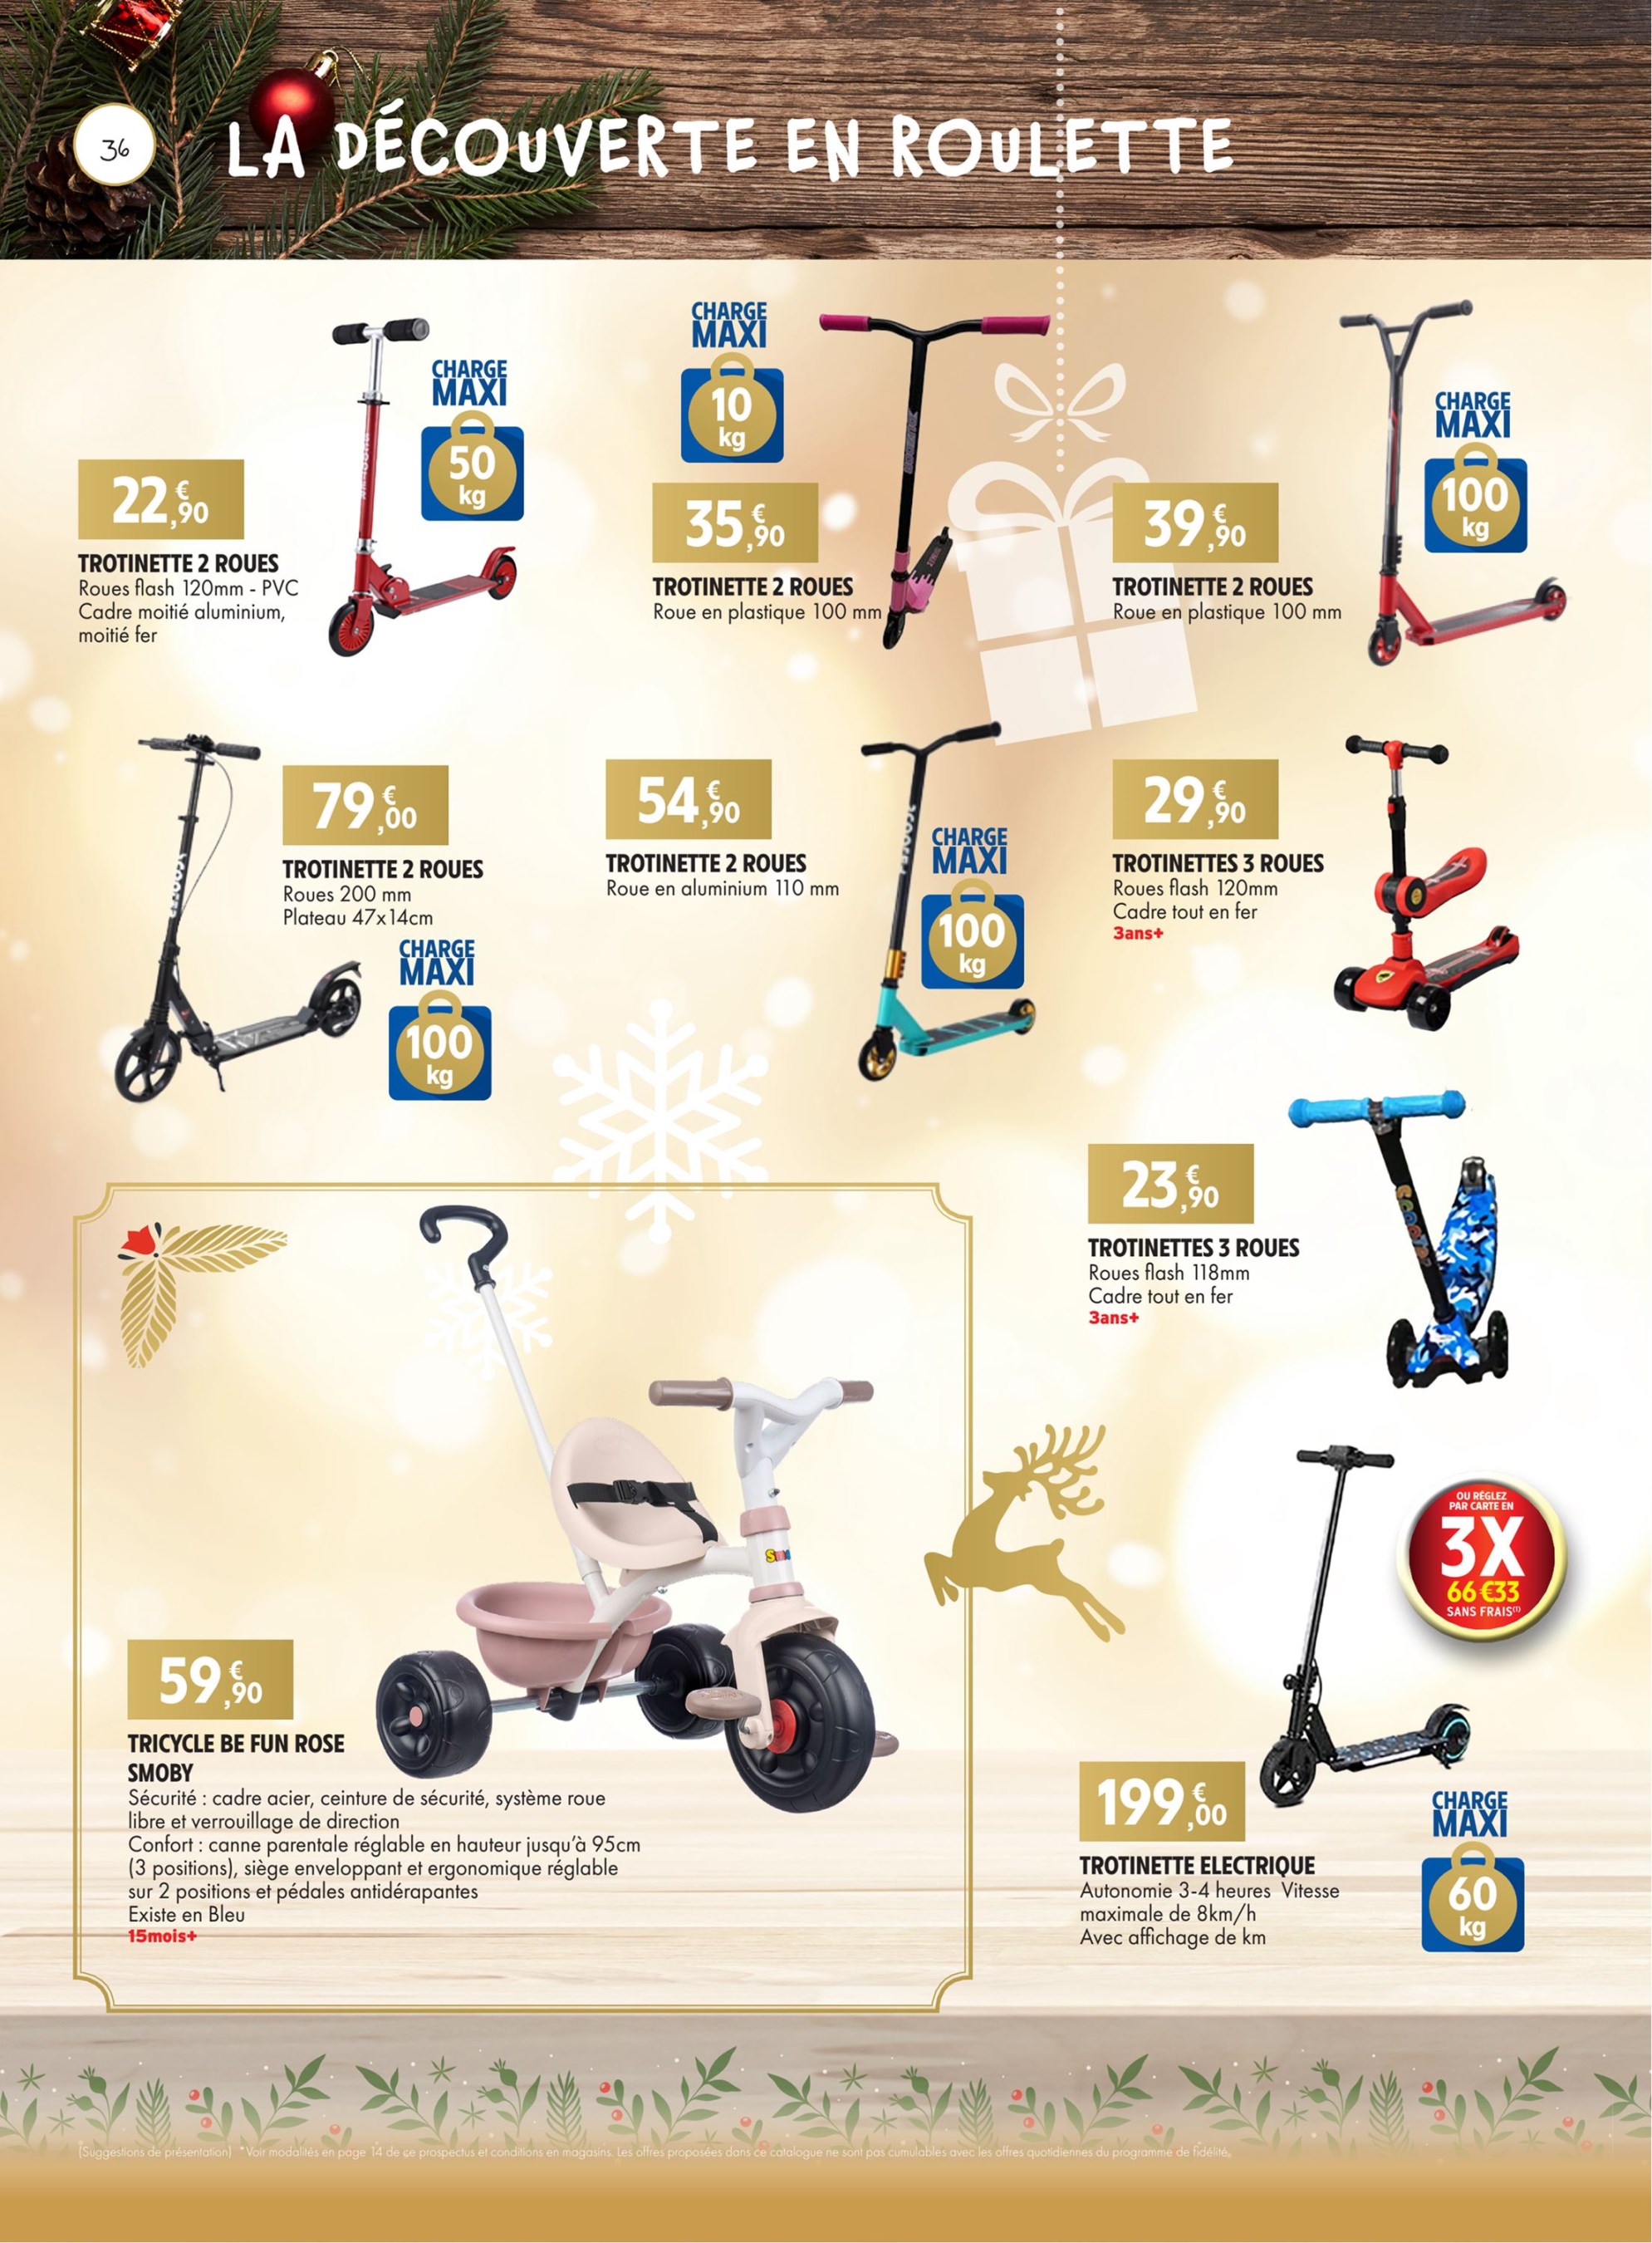 36
LA DÉCOUVERTE EN ROULETTE
CHARGE
MAXI
50
kg
22€,90
TROTINETTE 2 ROUES
Roues flash 120mm - PVC
Cadre moitié aluminium,
moitié fer
CHARGE
MAXI
10
kg
35€,90
TROTINETTE 2 ROUES
Roue en plastique 100 mm
CHARGE
MAXI
100
kg
39€,90
TROTINETTE 2 ROUES
Roue en plastique 100 mm
79€,00
TROTINETTE 2 ROUES
Roues 200 mm
Plateau 47x14cm
CHARGE
MAXI
100
kg
54€,90
TROTINETTE 2 ROUES
Roue en aluminium 110 mm
CHARGE
MAXI
100
kg
29€,90
TROTINETTES 3 ROUES
Roues flash 120mm
Cadre tout en fer
3ans+
23€,90
TROTINETTES 3 ROUES
Roues flash 118mm
Cadre tout en fer
3ans+
SCOOTER
59€,90
TRICYCLE BE FUN ROSE
SMOBY
Sécurité : cadre acier, ceinture de sécurité, système roue
libre et verrouillage de direction
Confort : canne parentale réglable en hauteur jusqu'à 95cm
(3 positions), siège enveloppant et ergonomique réglable
sur 2 positions et pédales antidérapantes
Existe en Bleu
15mois+
OU RÉGLEZ
PAR CARTE EN
3X
66€33
SANS FRAIS(1)
199€,00
TROTINETTE ELECTRIQUE
Autonomie 3-4 heures Vitesse
maximale de 8km/h
Avec affichage de km
CHARGE
MAXI
60
kg
(Suggestions de présentation) *Voir modalités en page 14 de ce prospectus et conditions en magasins. Les offres proposées dans ce catalogue ne sont pas cumulables avec les offres quotidiennes du programme de fidélité.